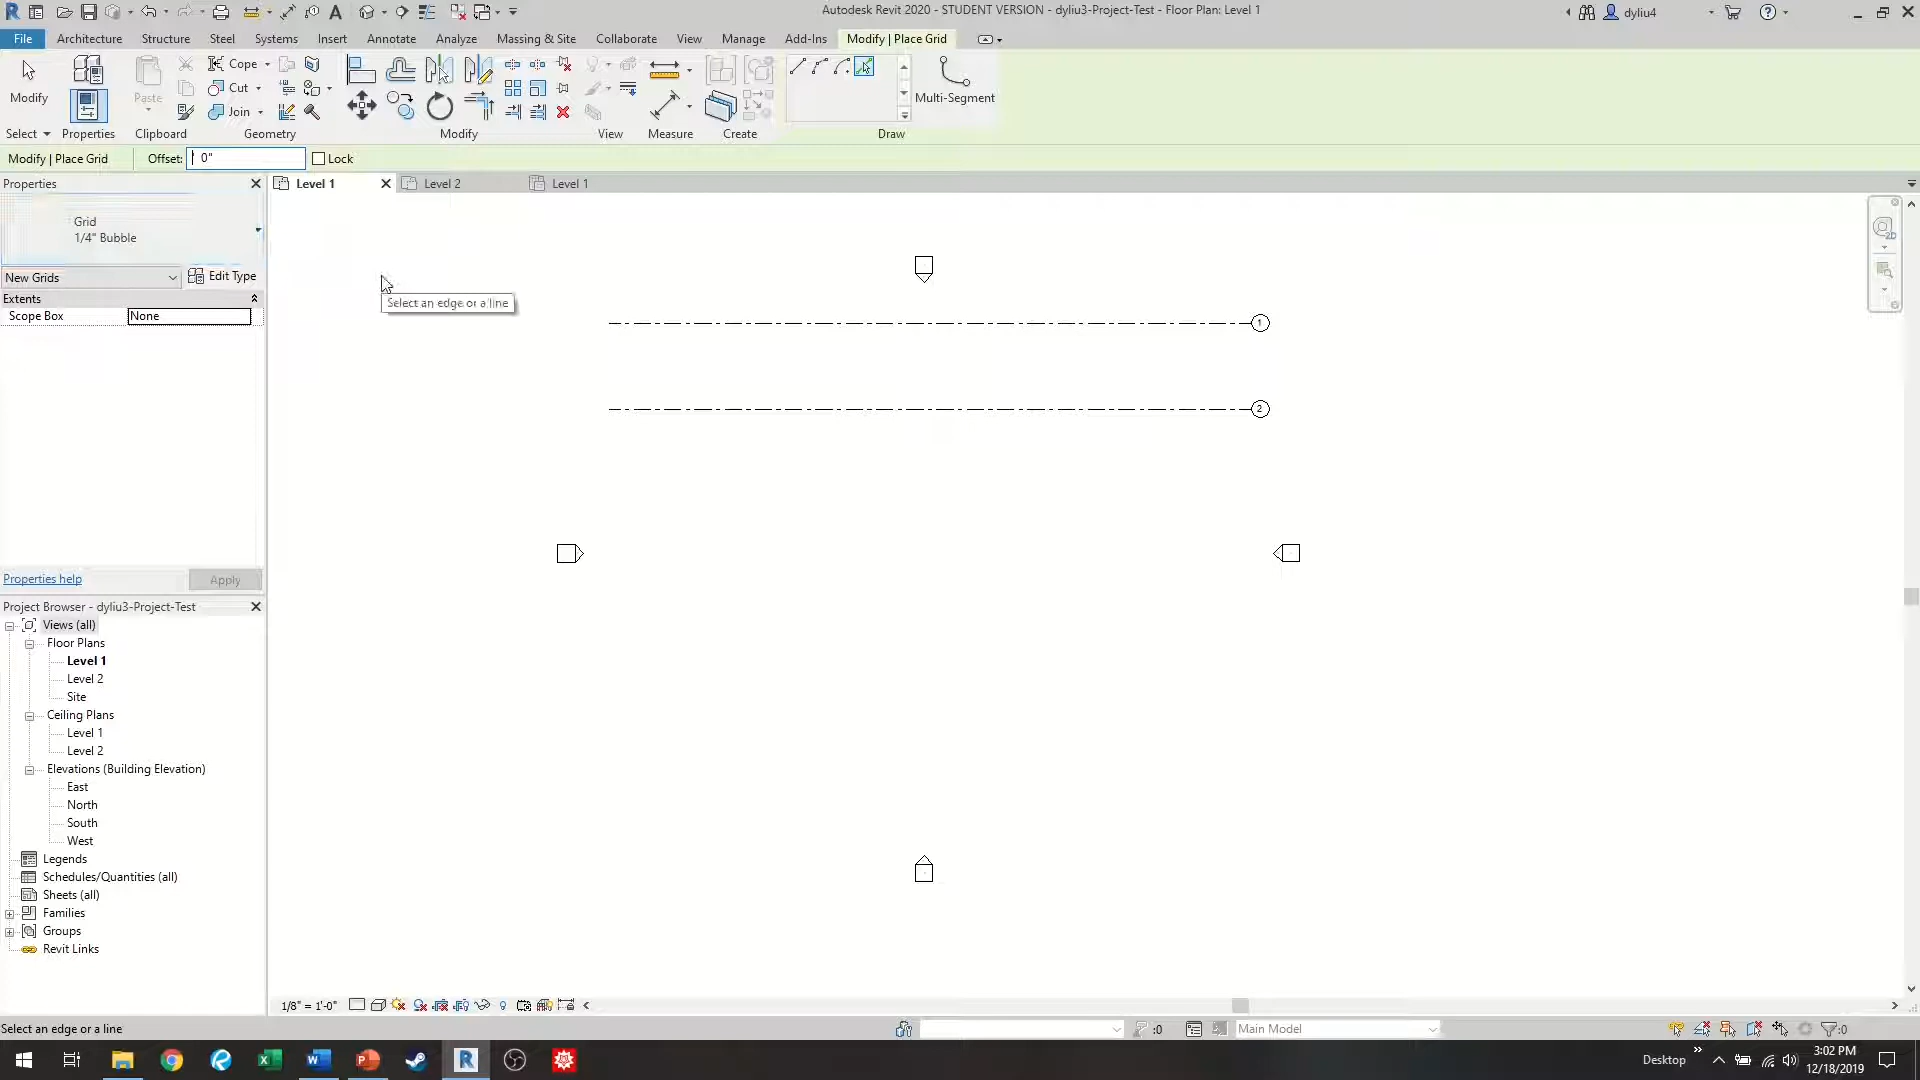 Autodesk Revit 2020 - STUDENT VERSION - dyliu3-Project-Test - Floor Plan: Level 1
dyliu4
File Architecture Structure Steel Systems Insert Annotate Analyze Massing & Site Collaborate View Manage Add-Ins Modify | Place Grid
Modify
Paste
Cope
Cut
Join
Multi-Segment
Select Properties Clipboard Geometry Modify View Measure Create Draw
Modify | Place Grid Offset: ' 0" Lock
Properties
Level 1 Level 2 Level 1
Grid
1/4" Bubble
New Grids Edit Type
Extents
Scope Box None
Select an edge or a line
1
2
Properties help Apply
Project Browser - dyliu3-Project-Test
Views (all)
Floor Plans
Level 1
Level 2
Site
Ceiling Plans
Level 1
Level 2
Elevations (Building Elevation)
East
North
South
West
Legends
Schedules/Quantities (all)
Sheets (all)
Families
Groups
Revit Links
1/8" = 1'-0"
Select an edge or a line
:0
Main Model
:0
Desktop
3:02 PM
12/18/2019